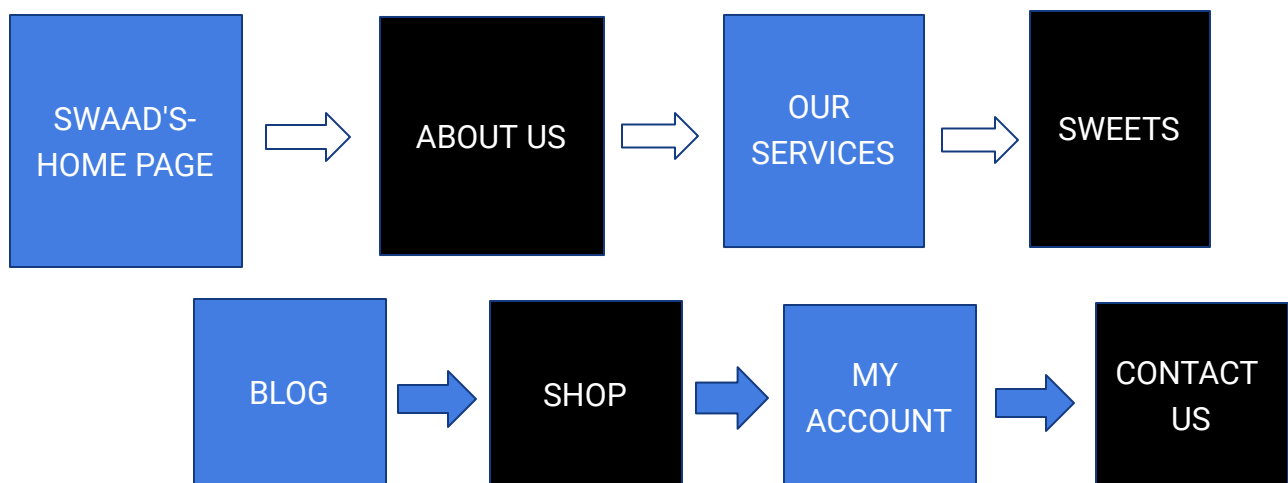 SWAAD'S-
HOME PAGE
ABOUT US
OUR
SERVICES
SWEETS
BLOG
SHOP
MY
ACCOUNT
CONTACT
US